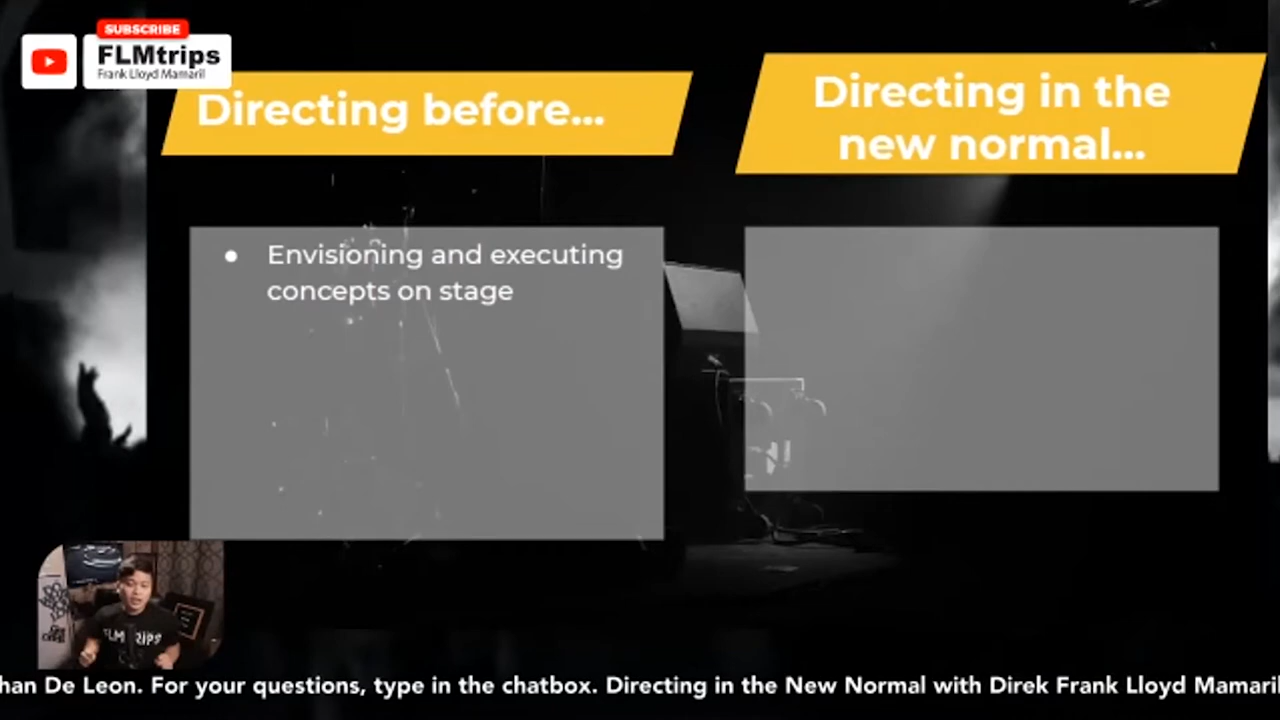 SUBSCRIBE
FLMtrips
Frank Lloyd Mamaril
Directing before...
Directing in the
new normal...
● Envisioning and executing
concepts on stage
FLM TRIPS
han De Leon. For your questions, type in the chatbox. Directing in the New Normal with Direk Frank Lloyd Mamaril